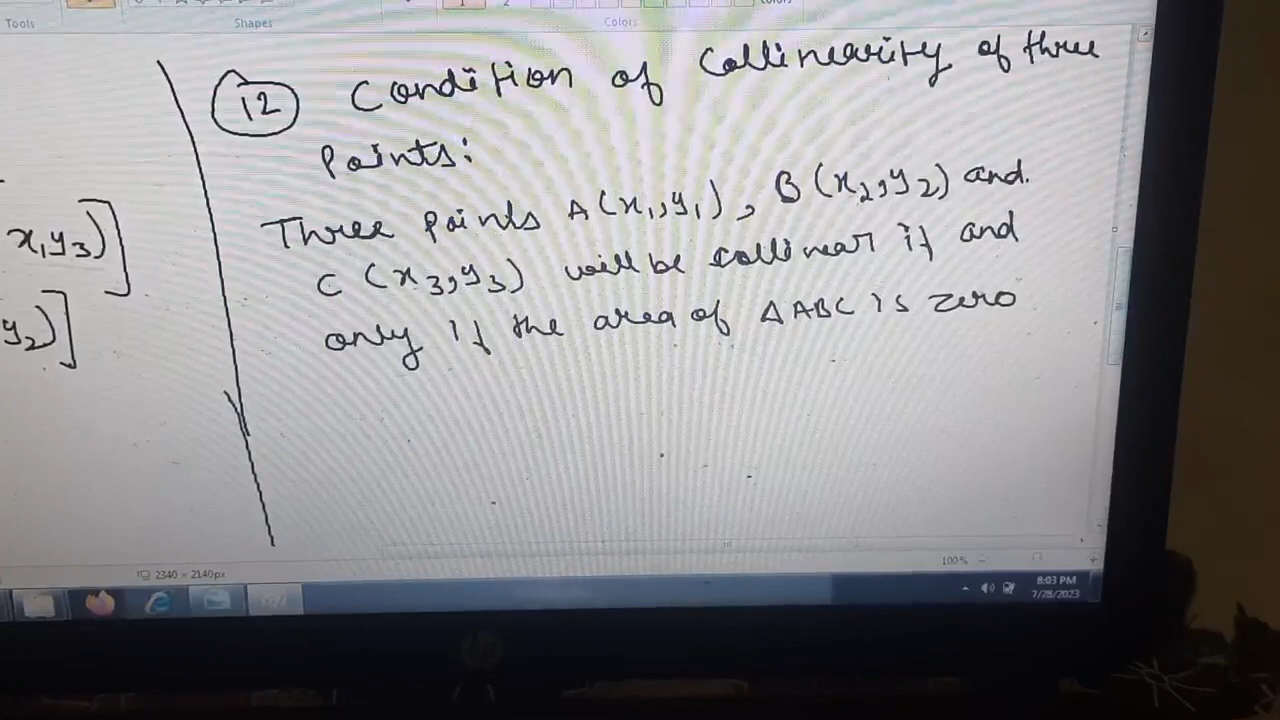 Tools
Shapes
Colors
12 Condition of Collinearity of three
points:
Three points A(x₁,y₁), B(x₂,y₂) and.
C(x₃,y₃) will be collinear if and
only if the area of ΔABC is zero
x₁y₃)]
y₂)]
2340 × 2140px
100%
8:03 PM
7/28/2023